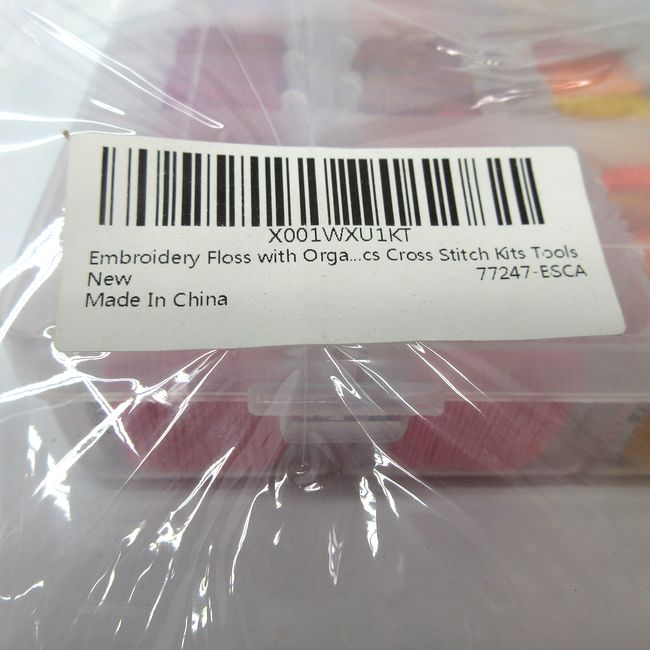 X001WXU1KT
Embroidery Floss with Orga...cs Cross Stitch Kits Tools
New 77247-ESCA
Made In China